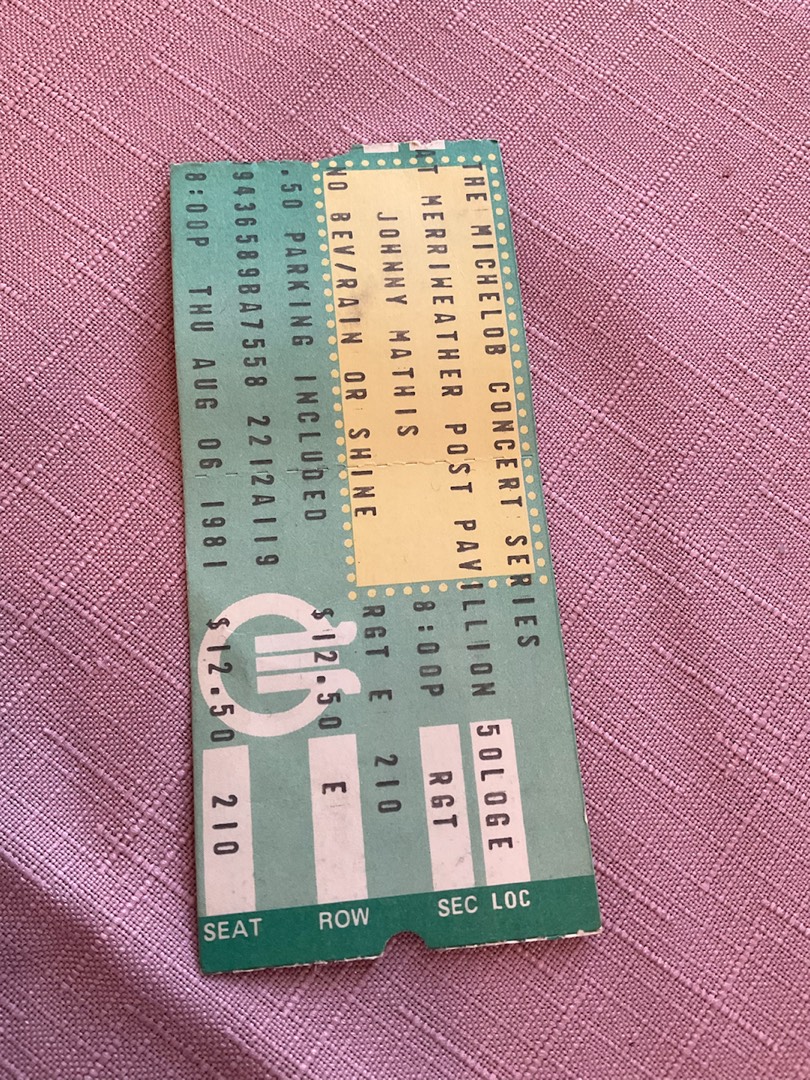 THE MICHELOB CONCERT SERIES
AT MERRIWEATHER POST PAVILLION
JOHNNY MATHIS 8:00P
NO BEV/RAIN OR SHINE RGT E 210
.50 PARKING INCLUDED $12.50
9436589BA7558 2212A119
8:00P THU AUG 06 1981 $12.50
50LOGE
RGT
E
210
SEAT ROW SEC LOC